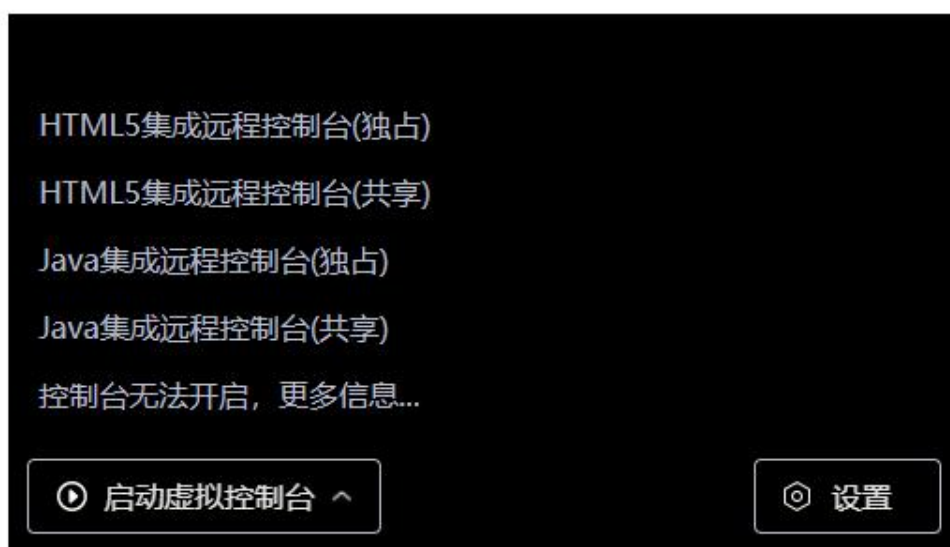 HTML5集成远程控制台(独占)
HTML5集成远程控制台(共享)
Java集成远程控制台(独占)
Java集成远程控制台(共享)
控制台无法开启，更多信息...
启动虚拟控制台 设置